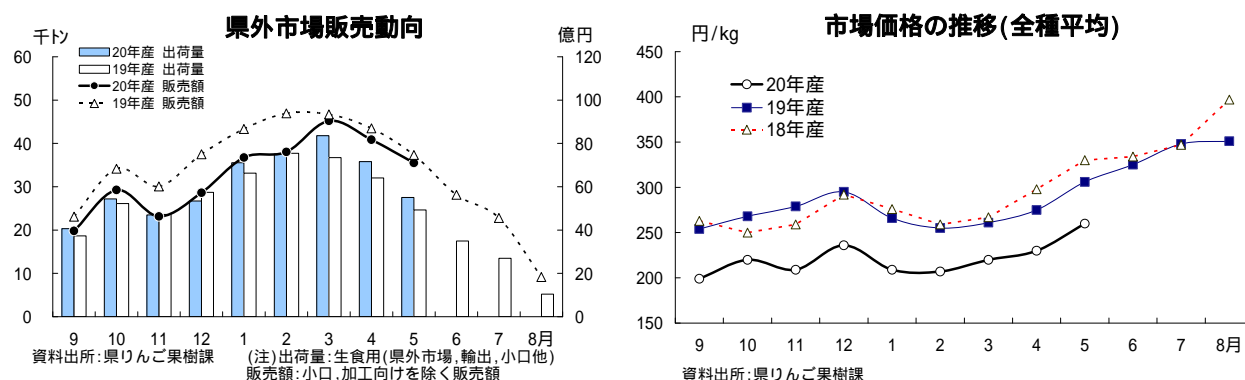 県外市場販売動向
千トン
億円
20年産 出荷量
19年産 出荷量
20年産 販売額
19年産 販売額
60
50
40
30
20
10
0
120
100
80
60
40
20
0
9 10 11 12 1 2 3 4 5 6 7 8月
資料出所:県りんご果樹課
(注)出荷量:生食用(県外市場,輸出,小口他)
販売額:小口,加工向けを除く販売額
市場価格の推移(全種平均)
円/kg
20年産
19年産
18年産
450
400
350
300
250
200
150
9 10 11 12 1 2 3 4 5 6 7 8月
資料出所:県りんご果樹課